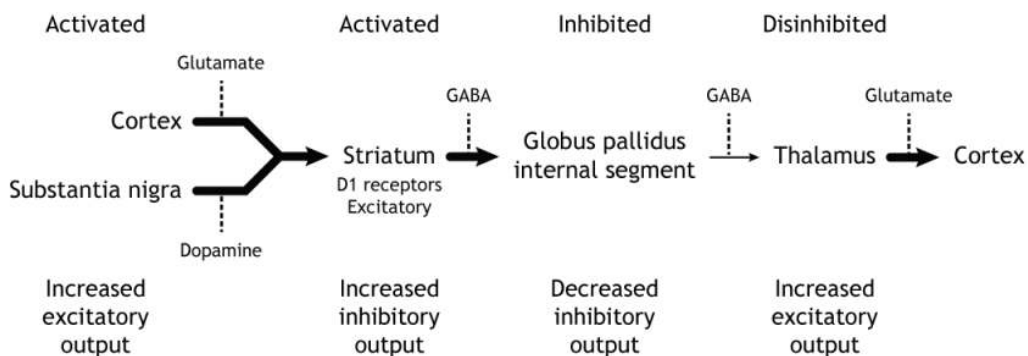 Activated Activated Inhibited Disinhibited
Glutamate
GABA GABA Glutamate
Cortex
Striatum Globus pallidus internal segment Thalamus Cortex
D1 receptors
Excitatory
Substantia nigra
Dopamine
Increased excitatory output
Increased inhibitory output
Decreased inhibitory output
Increased excitatory output